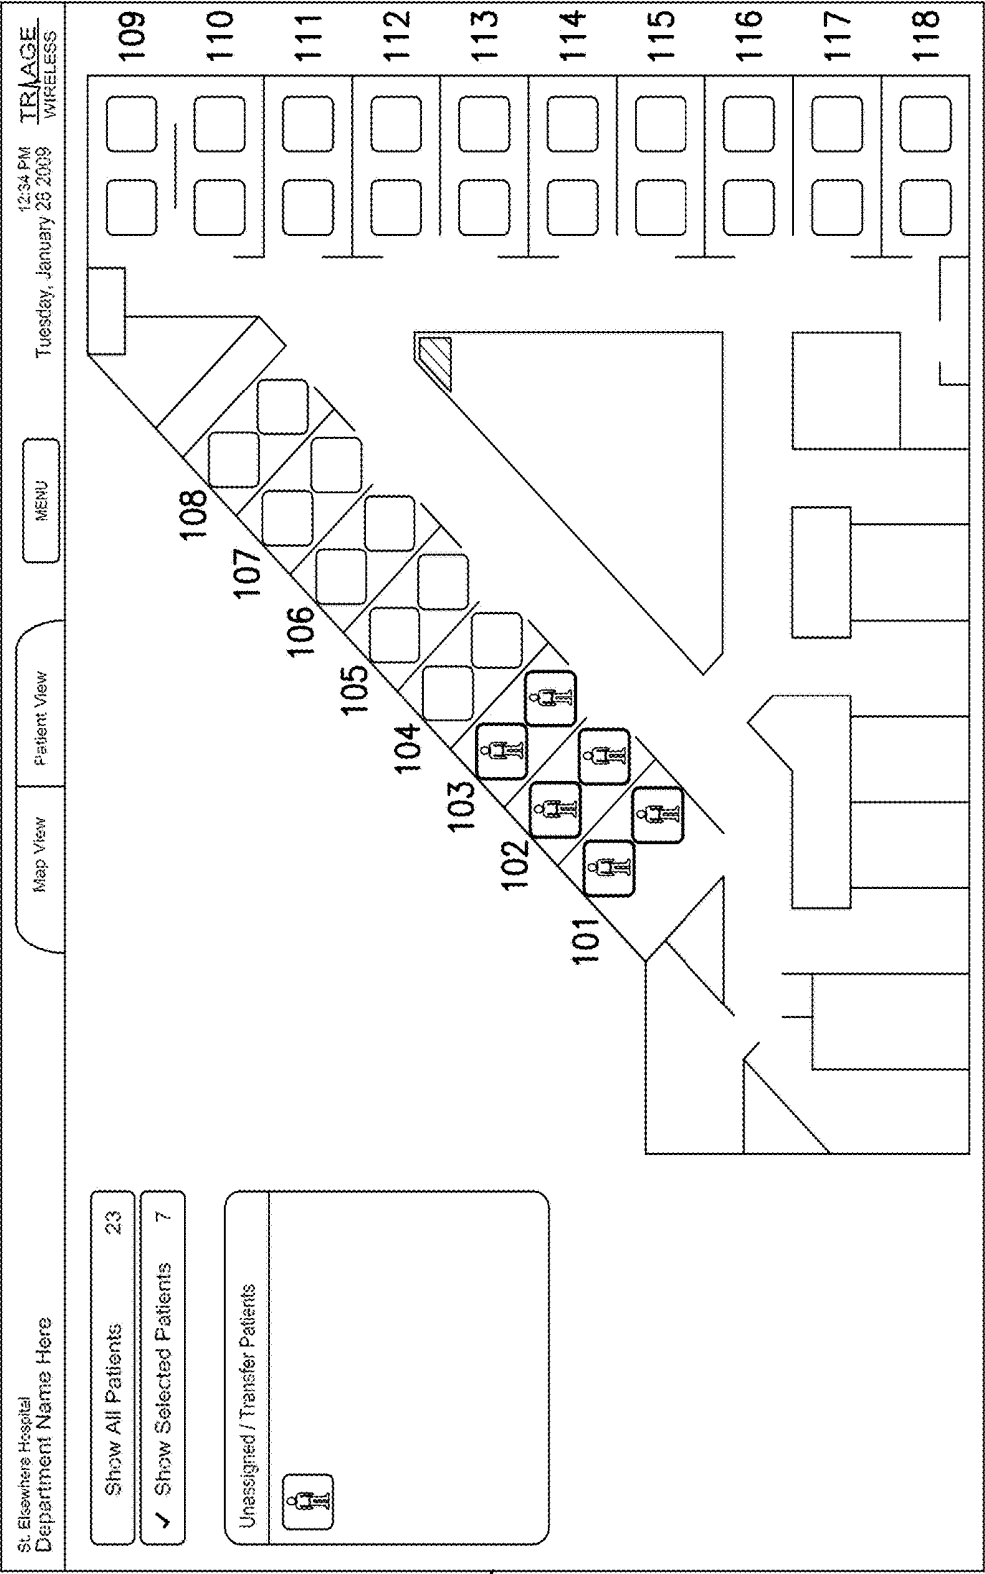 St. Elsewhere Hospital
Department Name Here
Map View
Patient View
MENU
12:34 PM
Tuesday, January 26 2009
TRIAGE
WIRELESS
Show All Patients 23
✓ Show Selected Patients 7
Unassigned / Transfer Patients
101
102
103
104
105
106
107
108
109
110
111
112
113
114
115
116
117
118